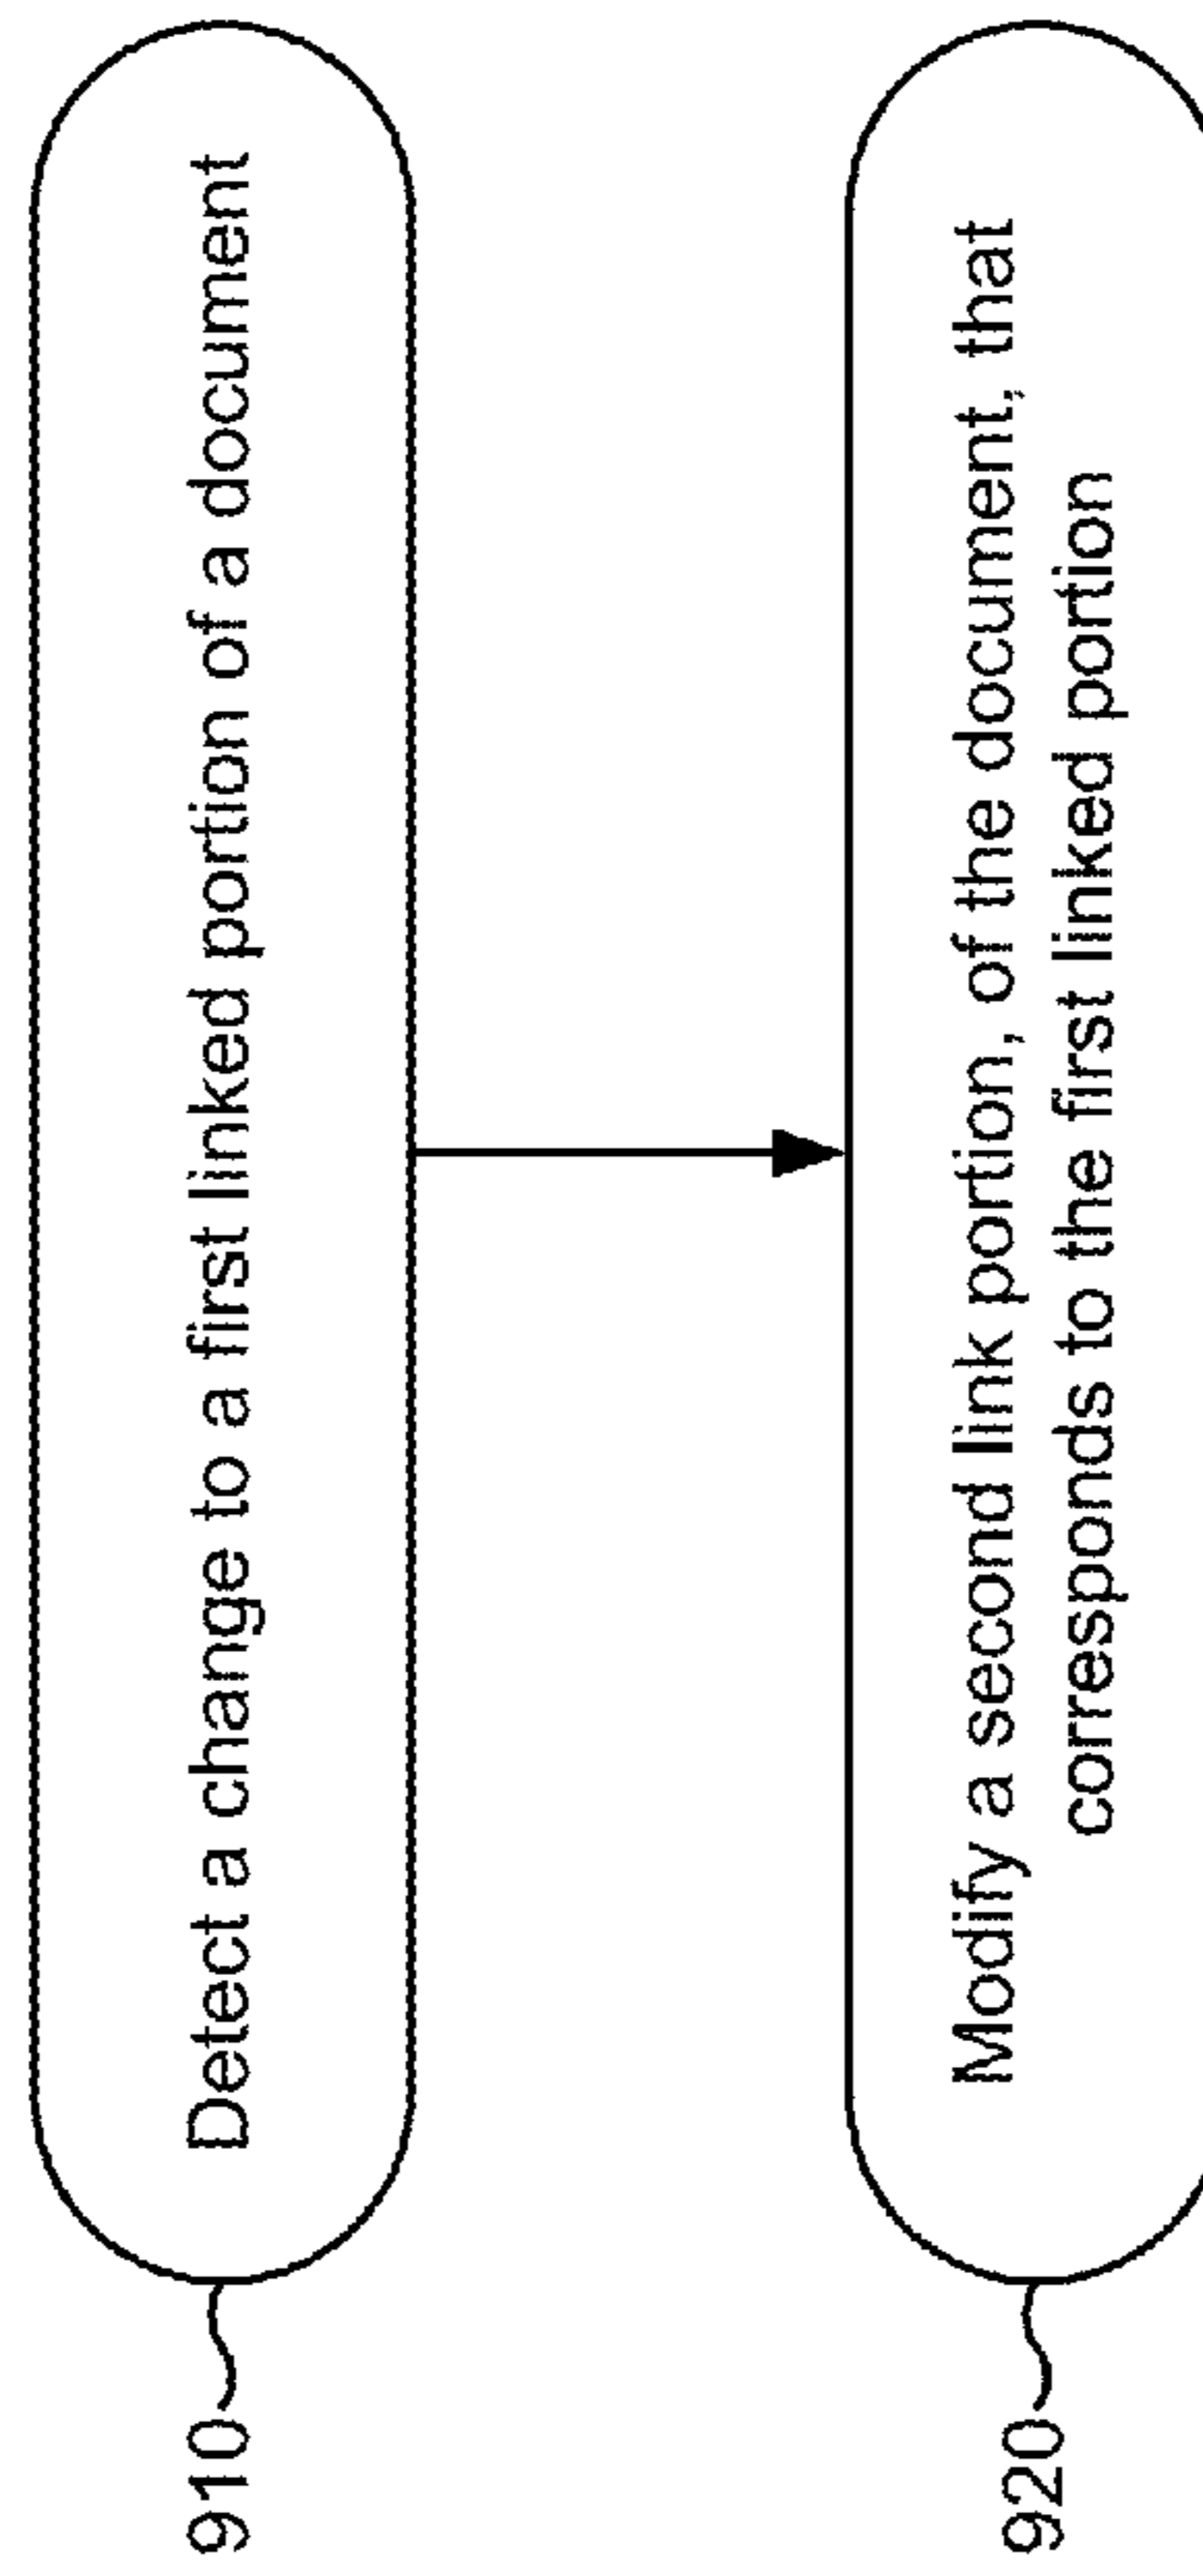 910
Detect a change to a first linked portion of a document
920
Modify a second link portion, of the document, that
corresponds to the first linked portion